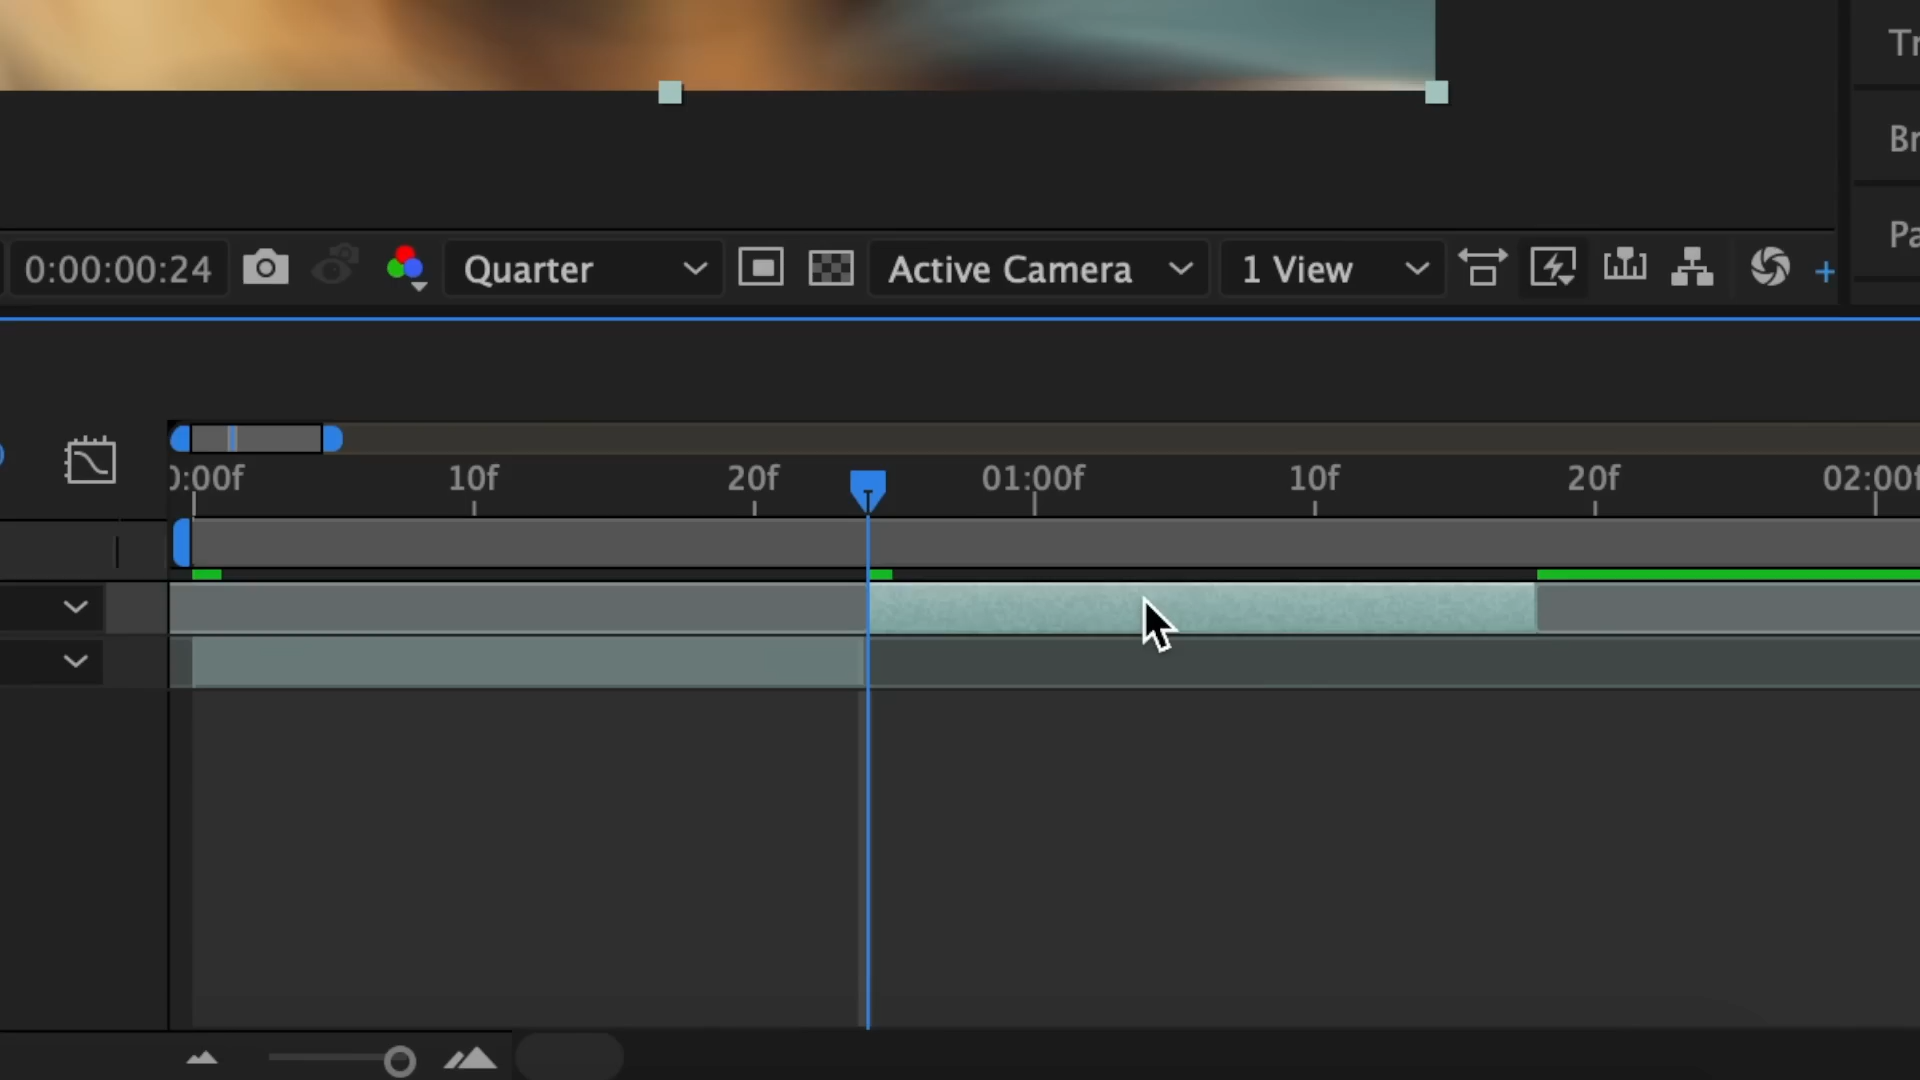 Tr
Br
Pa
0:00:00:24 Quarter Active Camera 1 View +
0:00f 10f 20f 01:00f 10f 20f 02:00f